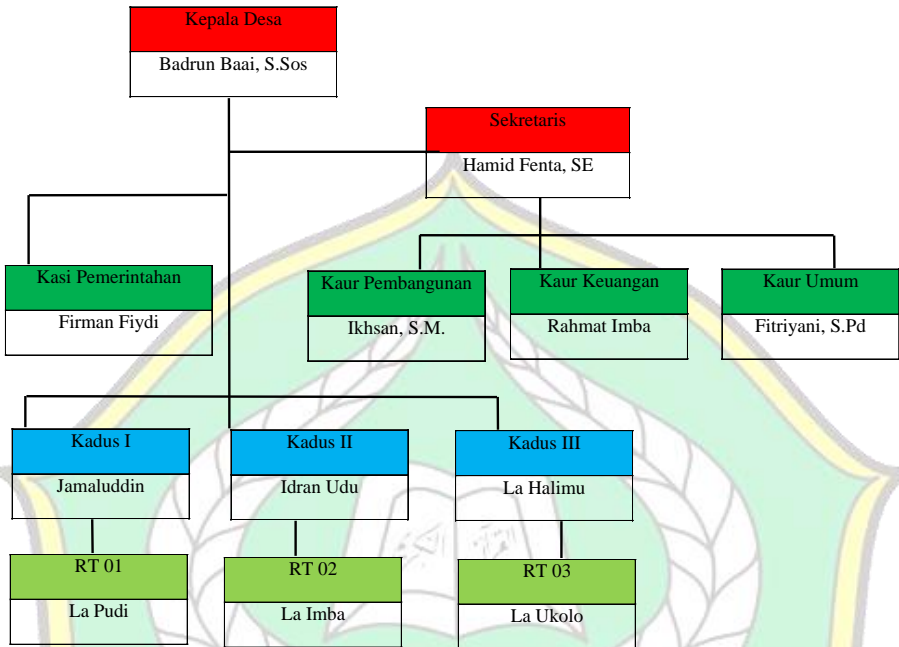 Kepala Desa
Badrun Baai, S.Sos
Sekretaris
Hamid Fenta, SE
Kasi Pemerintahan
Firman Fiydi
Kaur Pembangunan
Ikhsan, S.M.
Kaur Keuangan
Rahmat Imba
Kaur Umum
Fitriyani, S.Pd
Kadus I
Jamaluddin
Kadus II
Idran Udu
Kadus III
La Halimu
RT 01
La Pudi
RT 02
La Imba
RT 03
La Ukolo